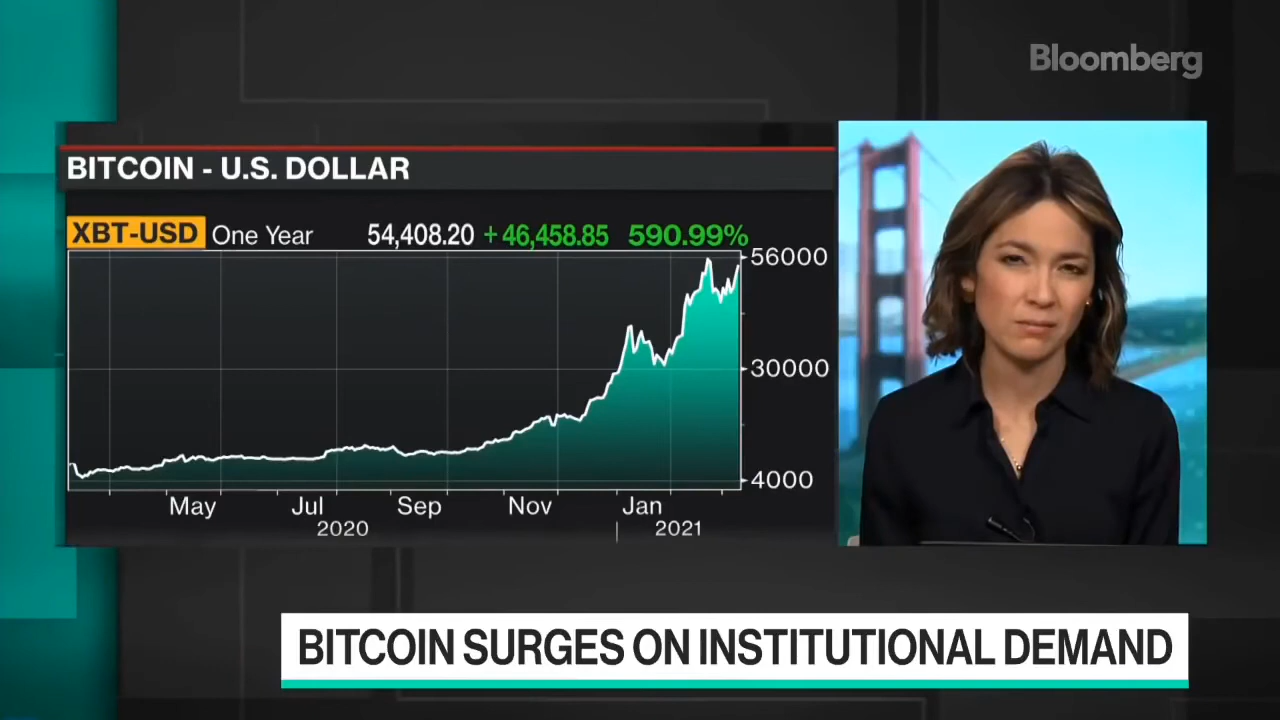 Bloomberg
BITCOIN - U.S. DOLLAR
XBT-USD One Year 54,408.20 +46,458.85 590.99%
56000
30000
4000
May Jul Sep Nov Jan
2020 2021
BITCOIN SURGES ON INSTITUTIONAL DEMAND